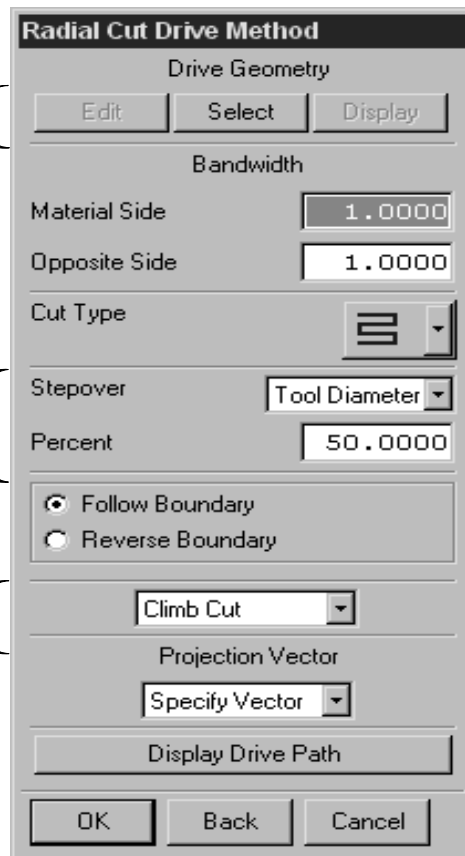 Radial Cut Drive Method
Drive Geometry
Edit Select Display
Bandwidth
Material Side 1.0000
Opposite Side 1.0000
Cut Type
Stepover Tool Diameter
Percent 50.0000
Follow Boundary
Reverse Boundary
Climb Cut
Projection Vector
Specify Vector
Display Drive Path
OK Back Cancel